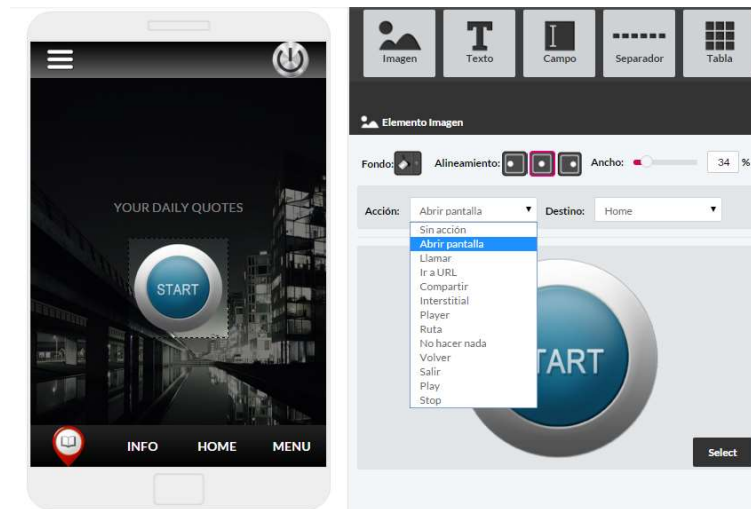 YOUR DAILY QUOTES
START
INFO HOME MENU
Imagen Texto Campo Separador Tabla
Elemento Imagen
Fondo: Alineamiento: Ancho: 34 %
Acción: Abrir pantalla Destino: Home
Sin acción
Abrir pantalla
Llamar
Ir a URL
Compartir
Interstitial
Player
Ruta
No hacer nada
Volver
Salir
Play
Stop
TART
Select